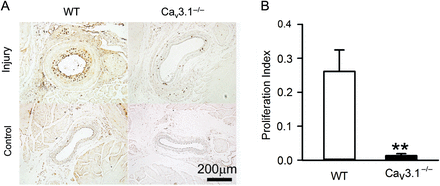 A
WT
Cav3.1−/−
Injury
Control
200μm
B
Proliferation Index
0.4
0.3
0.2
0.1
0.0
**
WT
CaV3.1−/−